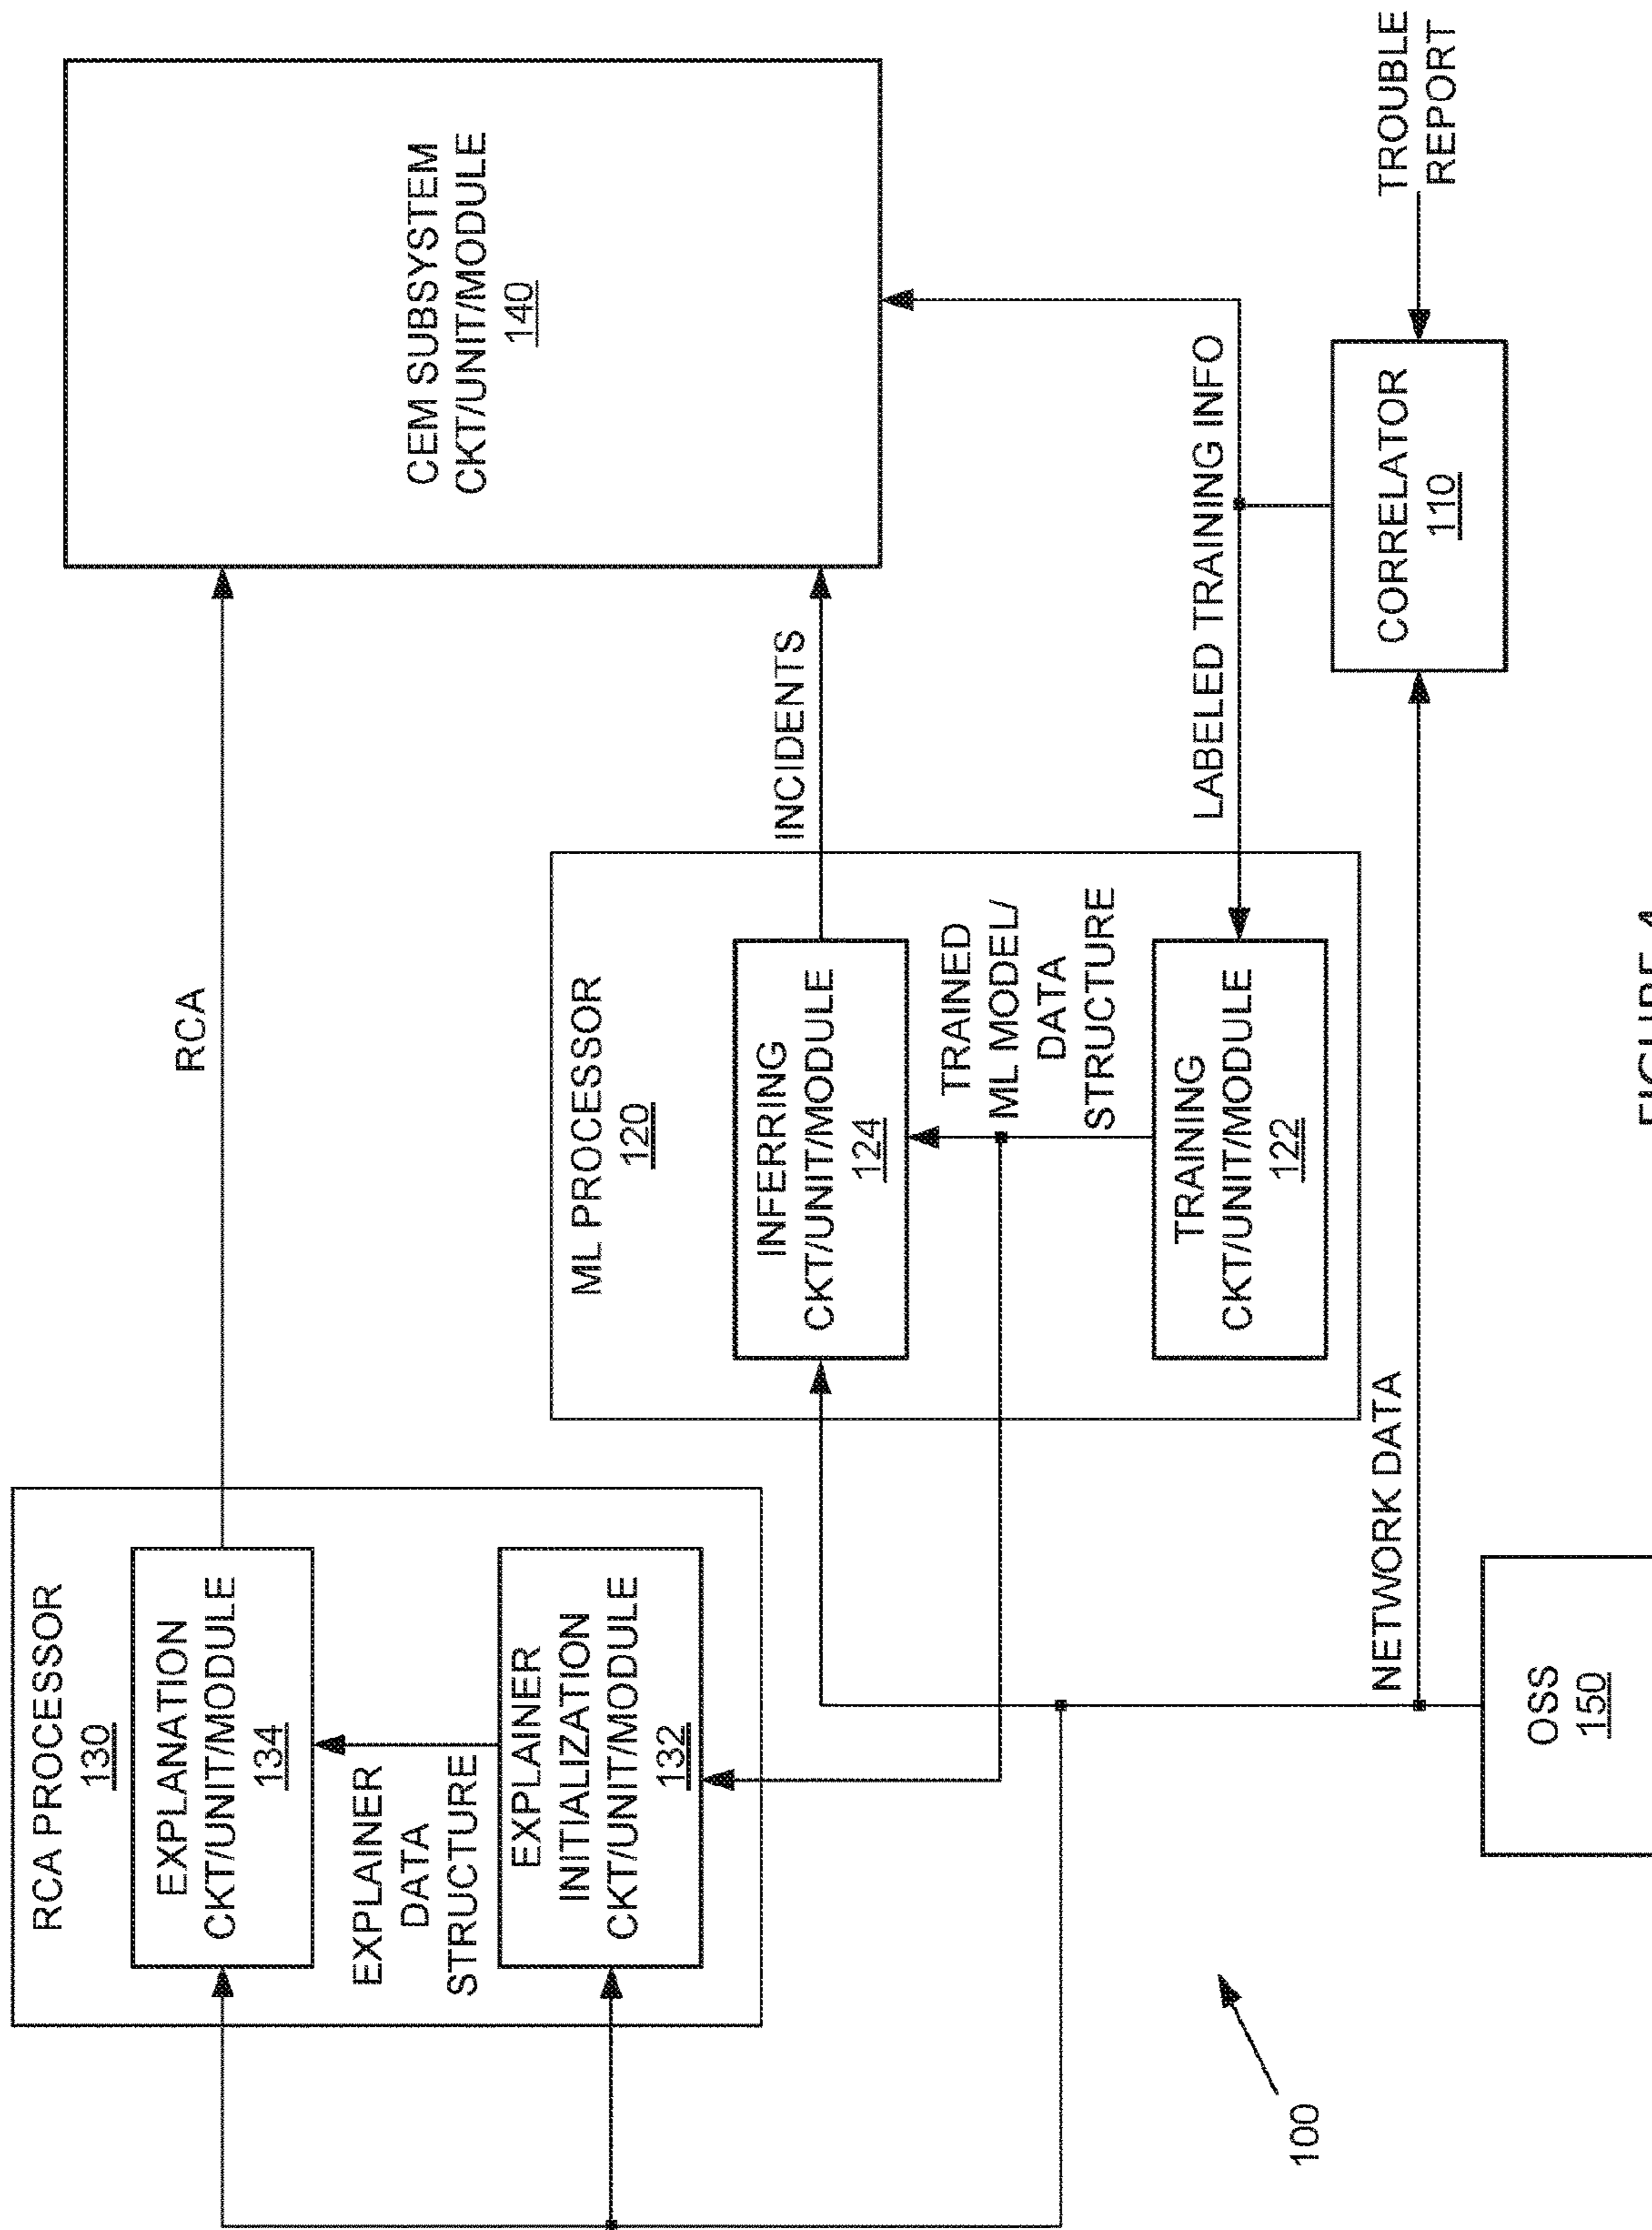 RCA PROCESSOR
130
EXPLANATION
CKT/UNIT/MODULE
134
EXPLAINER
DATA
STRUCTURE
EXPLAINER
INITIALIZATION
CKT/UNIT/MODULE
132
RCA
CEM SUBSYSTEM
CKT/UNIT/MODULE
140
ML PROCESSOR
120
INFERRING
CKT/UNIT/MODULE
124
INCIDENTS
TRAINED
ML MODEL/
DATA
STRUCTURE
TRAINING
CKT/UNIT/MODULE
122
LABELED TRAINING INFO
NETWORK DATA
CORRELATOR
110
TROUBLE
REPORT
OSS
150
100